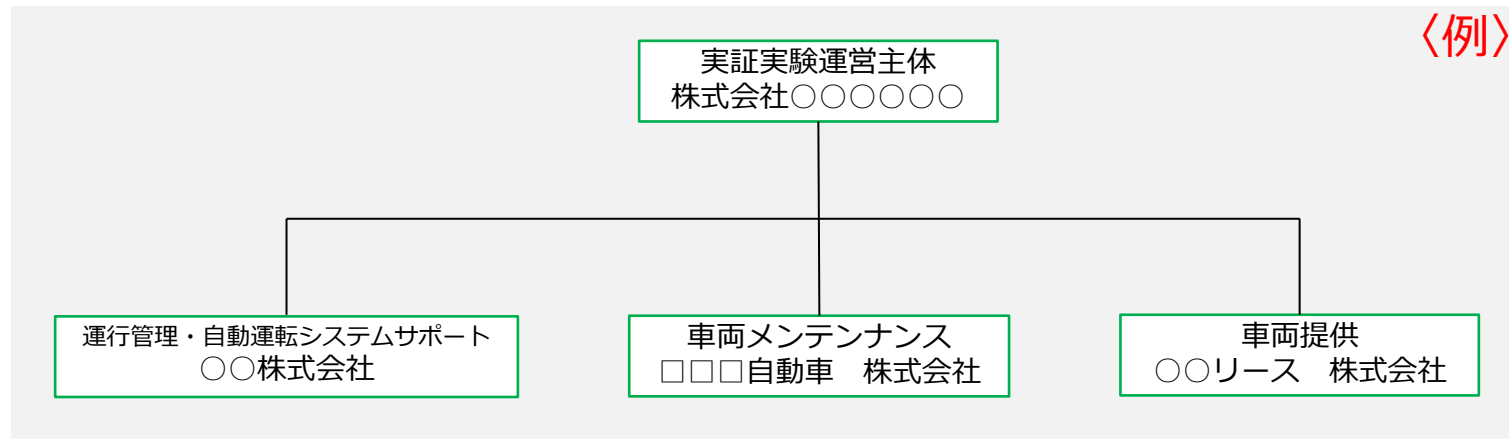 〈例〉
実証実験運営主体
株式会社○○○○○○
運行管理・自動運転システムサポート
○○株式会社
車両メンテンナンス
□□□自動車　株式会社
車両提供
○○リース　株式会社